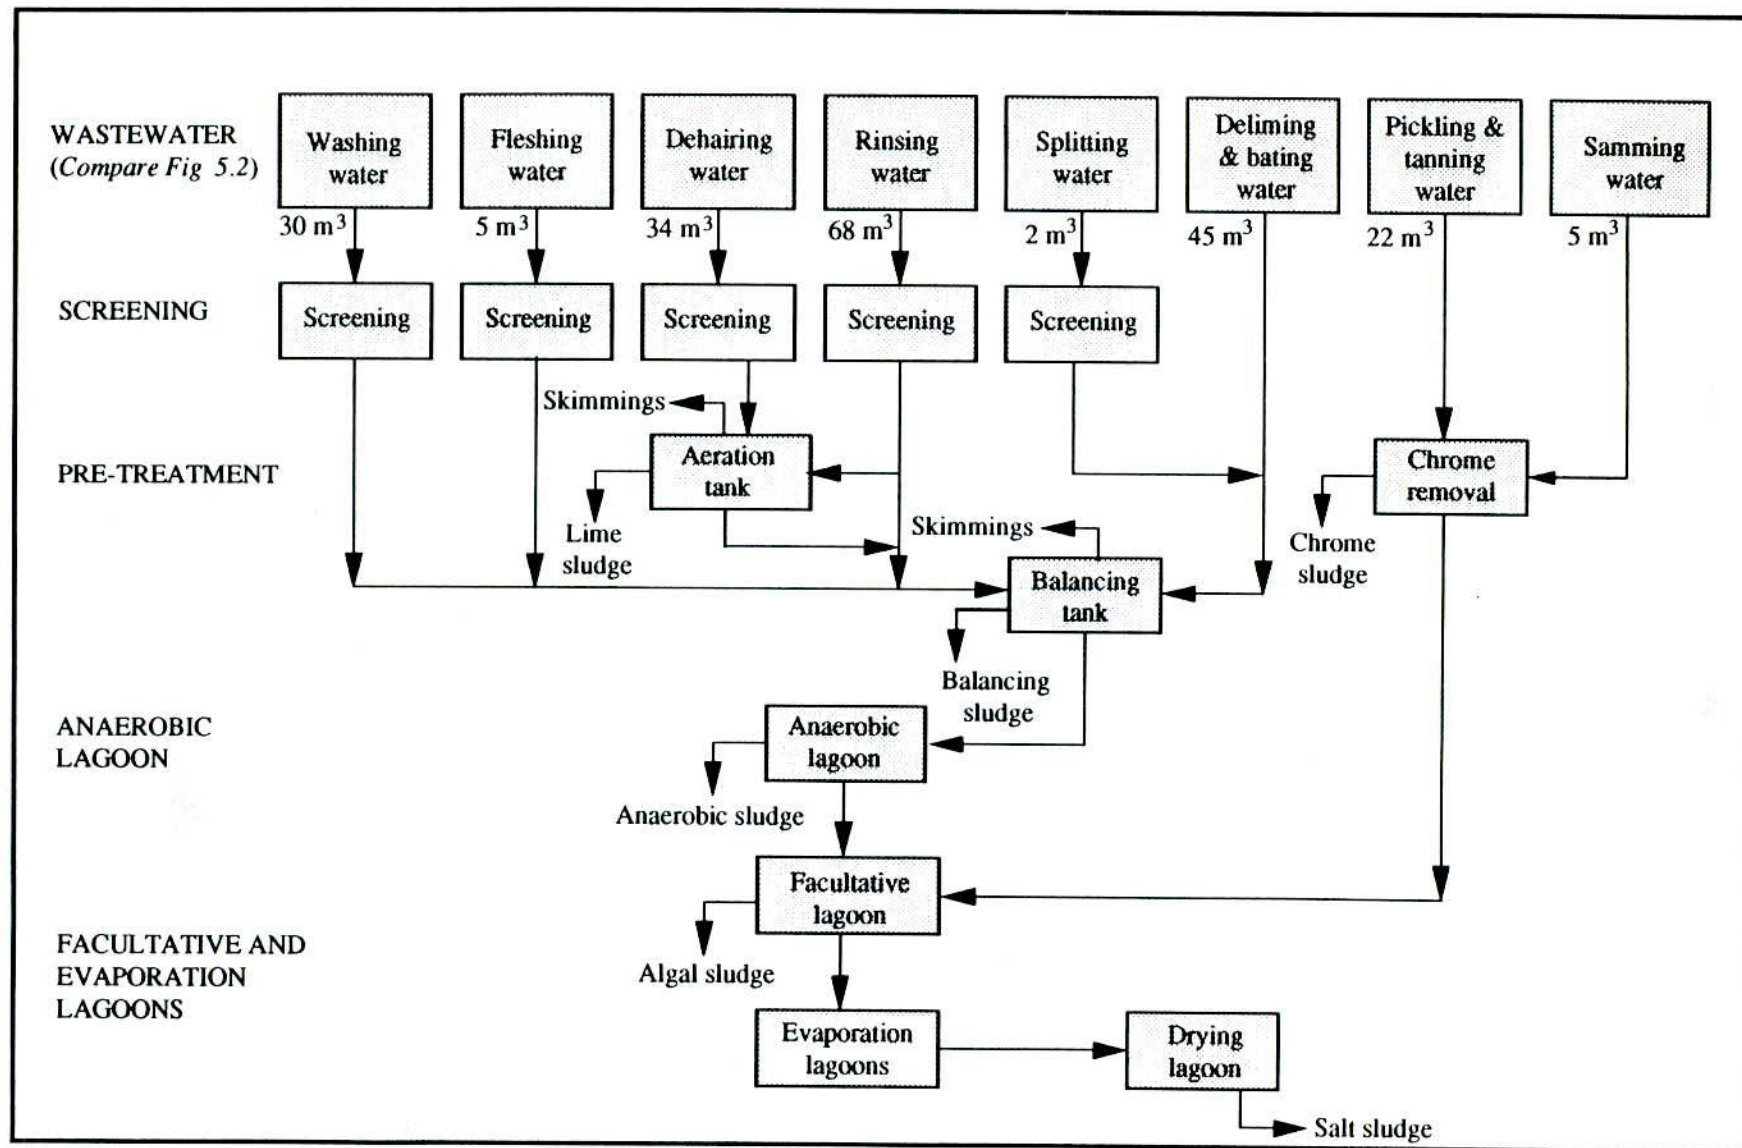 WASTEWATER
(Compare Fig 5.2)
Washing
water
Fleshing
water
Dehairing
water
Rinsing
water
Splitting
water
Deliming
& bating
water
Pickling &
tanning
water
Samming
water
30 m³
5 m³
34 m³
68 m³
2 m³
45 m³
22 m³
5 m³
SCREENING
Screening
Screening
Screening
Screening
Screening
Skimmings
PRE-TREATMENT
Aeration
tank
Chrome
removal
Lime
sludge
Skimmings
Chrome
sludge
Balancing
tank
Balancing
sludge
ANAEROBIC
LAGOON
Anaerobic
lagoon
Anaerobic sludge
Facultative
lagoon
FACULTATIVE AND
EVAPORATION
LAGOONS
Algal sludge
Evaporation
lagoons
Drying
lagoon
Salt sludge